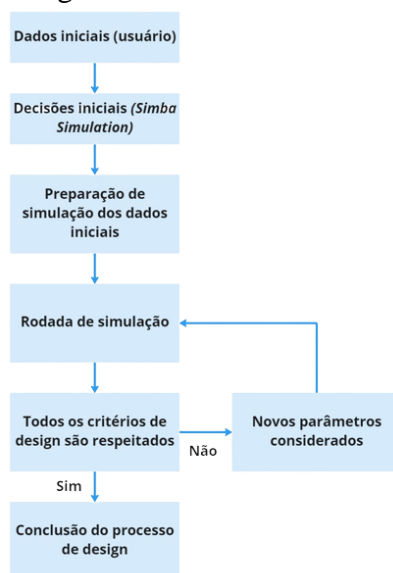 Dados iniciais (usuário)
Decisões iniciais (Simba
Simulation)
Preparação de
simulação dos dados
iniciais
Rodada de simulação
Todos os critérios de
design são respeitados
Não
Novos parâmetros
considerados
Sim
Conclusão do processo
de design